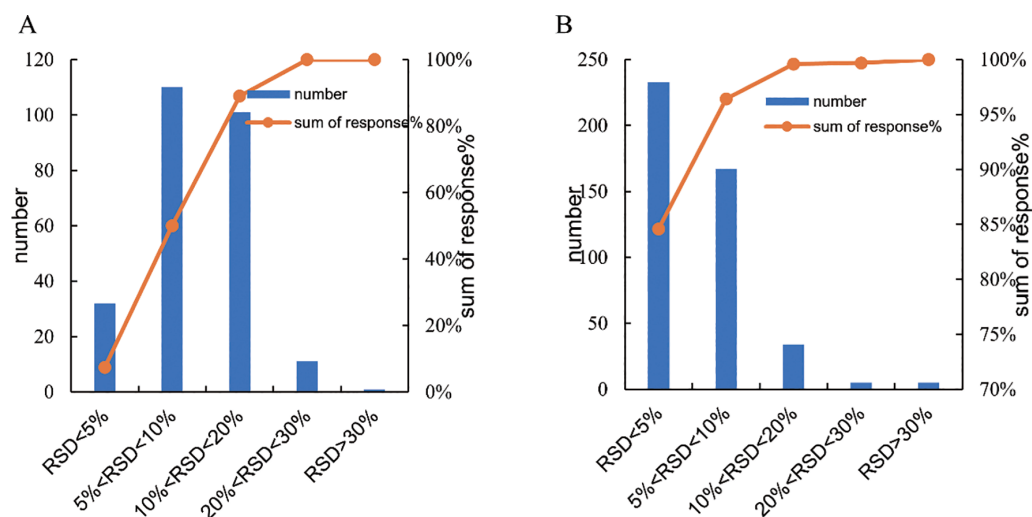 A
120
100
80
60
40
20
0
number
number
sum of response%
100%
80%
60%
40%
20%
0%
sum of response%
RSD<5%
5%<RSD<10%
10%<RSD<20%
20%<RSD<30%
RSD>30%
B
250
200
150
100
50
0
number
number
sum of response%
100%
95%
90%
85%
80%
75%
70%
sum of response%
RSD<5%
5%<RSD<10%
10%<RSD<20%
20%<RSD<30%
RSD>30%